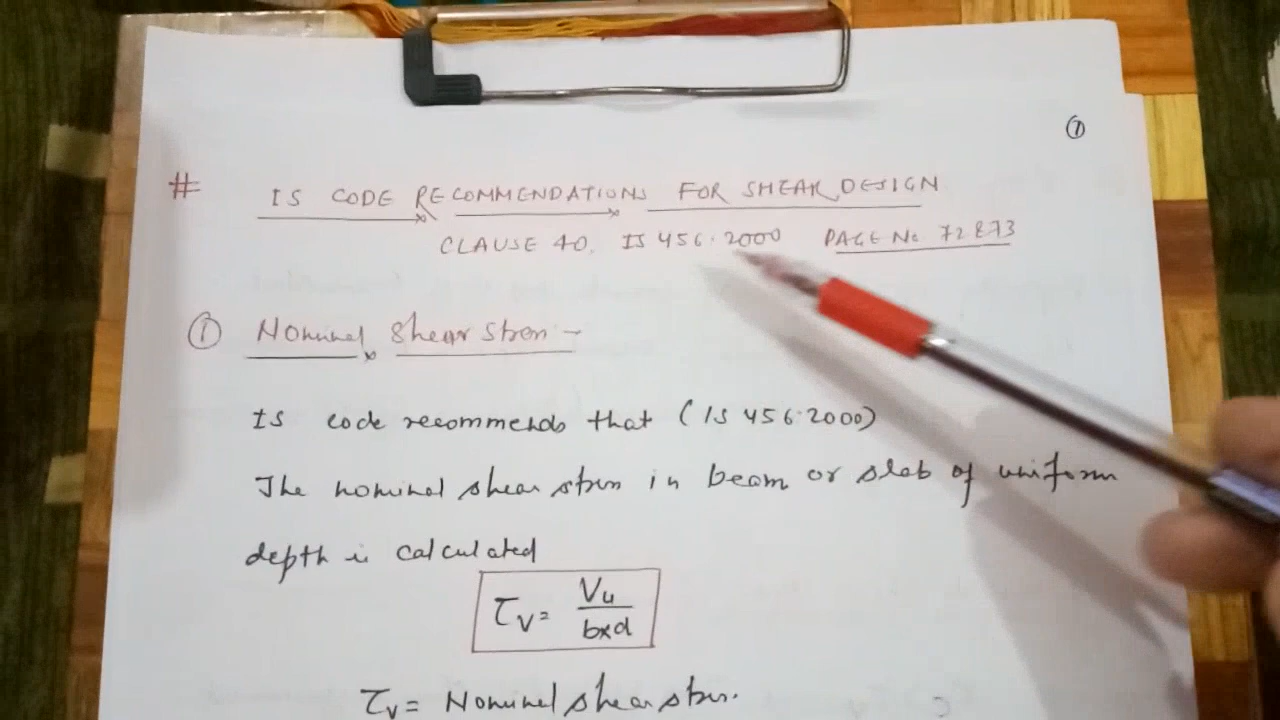 ①
# IS CODE RECOMMENDATIONS FOR SHEAR DESIGN
CLAUSE 40, IS 456:2000 PAGE No 72 & 73
① Nominal Shear Stress :-
IS code recommends that (IS 456:2000)
The nominal shear stress in beam or slab of uniform
depth is calculated
τv = Vu / b×d
τv = Nominal shear stress.